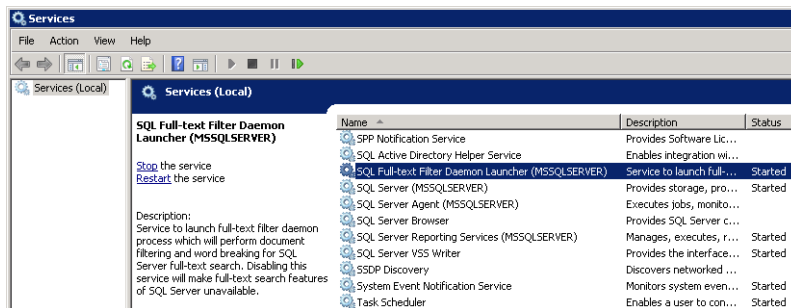 Services
File Action View Help
Services (Local)
Services (Local)
SQL Full-text Filter Daemon
Launcher (MSSQLSERVER)
Stop the service
Restart the service
Description:
Service to launch full-text filter daemon
process which will perform document
filtering and word breaking for SQL
Server full-text search. Disabling this
service will make full-text search features
of SQL Server unavailable.
Name Description Status
SPP Notification Service Provides Software Lic...
SQL Active Directory Helper Service Enables integration wi...
SQL Full-text Filter Daemon Launcher (MSSQLSERVER) Service to launch full-... Started
SQL Server (MSSQLSERVER) Provides storage, pro... Started
SQL Server Agent (MSSQLSERVER) Executes jobs, monito...
SQL Server Browser Provides SQL Server c...
SQL Server Reporting Services (MSSQLSERVER) Manages, executes, r... Started
SQL Server VSS Writer Provides the interface... Started
SSDP Discovery Discovers networked ...
System Event Notification Service Monitors system even... Started
Task Scheduler Enables a user to con... Started